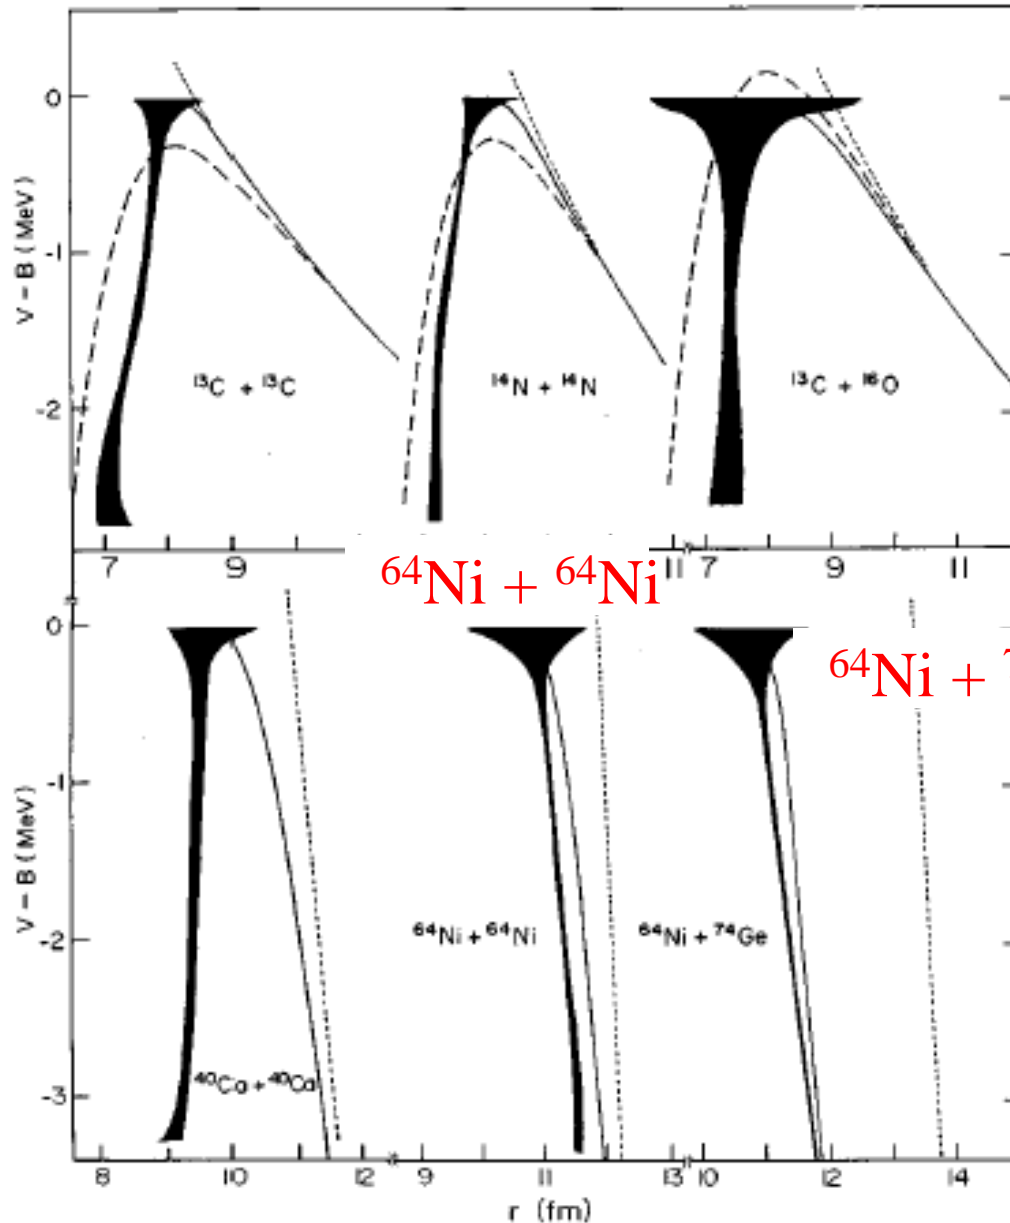 0
-1
-2
V - B (MeV)
¹³C + ¹³C
¹⁴N + ¹⁴N
¹³C + ¹⁶O
7 9 11 7 9 11
⁶⁴Ni + ⁶⁴Ni
⁶⁴Ni +
0
-1
-2
-3
V - B (MeV)
⁶⁴Ni + ⁶⁴Ni
⁶⁴Ni + ⁷⁴Ge
⁴⁰Ca + ⁴⁰Ca
8 10 12 9 11 13 10 12 14
r (fm)